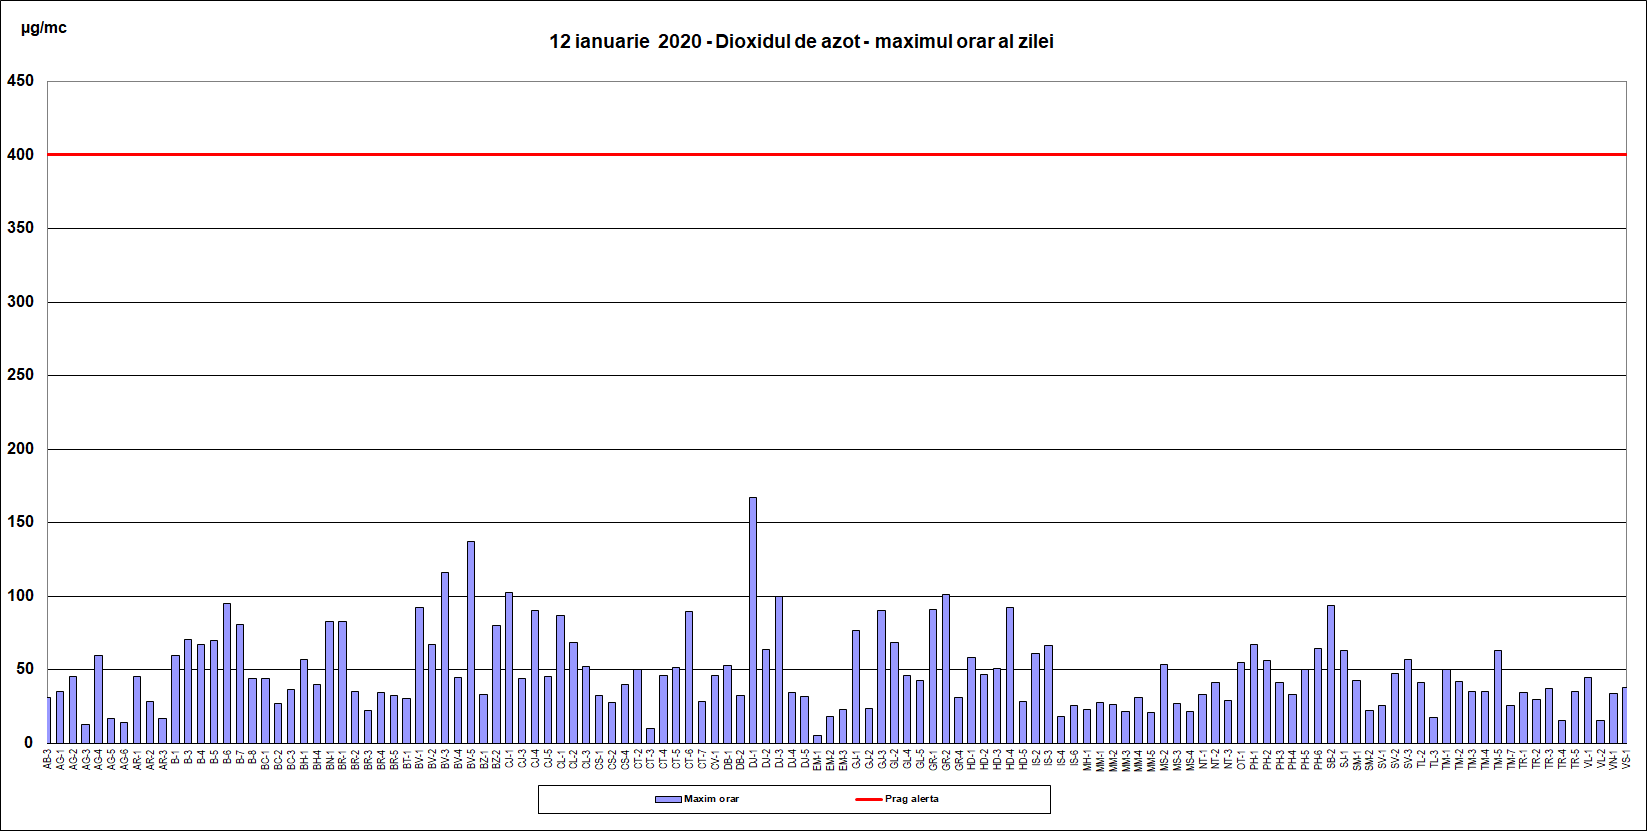 µg/mc
12 ianuarie 2020 - Dioxidul de azot - maximul orar al zilei
450
400
350
300
250
200
150
100
50
0
AB-3 AG-1 AG-2 AG-3 AG-4 AG-5 AG-6 AR-1 AR-2 AR-3 B-1 B-3 B-4 B-5 B-6 B-7 B-8 BC-1 BC-2 BC-3 BH-1 BH-4 BN-1 BR-1 BR-2 BR-3 BR-4 BR-5 BT-1 BV-1 BV-2 BV-3 BV-4 BV-5 BZ-1 BZ-2 CJ-1 CJ-3 CJ-4 CJ-5 CL-1 CL-2 CL-3 CS-1 CS-2 CS-4 CT-2 CT-3 CT-4 CT-5 CT-6 CT-7 CV-1 DB-1 DB-2 DJ-1 DJ-2 DJ-3 DJ-4 DJ-5 EM-1 EM-2 EM-3 GJ-1 GJ-2 GJ-3 GL-2 GL-4 GL-5 GR-1 GR-2 GR-4 HD-1 HD-2 HD-3 HD-4 HD-5 IS-2 IS-3 IS-4 IS-6 MH-1 MM-1 MM-2 MM-3 MM-4 MM-5 MS-2 MS-3 MS-4 NT-1 NT-2 NT-3 OT-1 PH-1 PH-2 PH-3 PH-4 PH-5 PH-6 SB-2 SJ-1 SM-1 SM-2 SV-1 SV-2 SV-3 TL-2 TL-3 TM-1 TM-2 TM-3 TM-4 TM-5 TM-7 TR-1 TR-2 TR-3 TR-4 TR-5 VL-1 VL-2 VN-1 VS-1
Maxim orar
Prag alerta